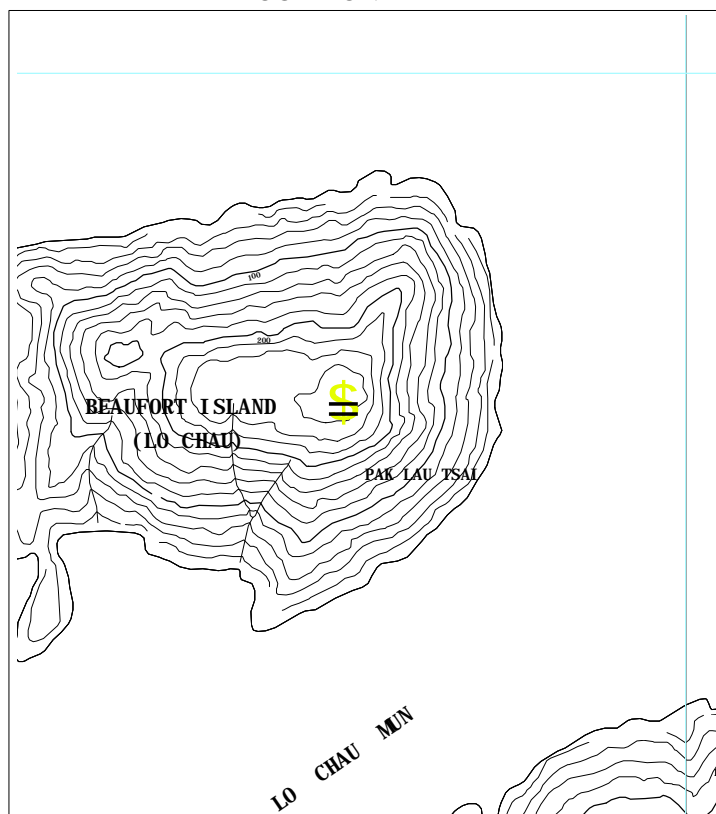 100
200
$
BEAUFORT ISLAND
(LO CHAU)
PAK LAU TSAI
LO CHAU MUN